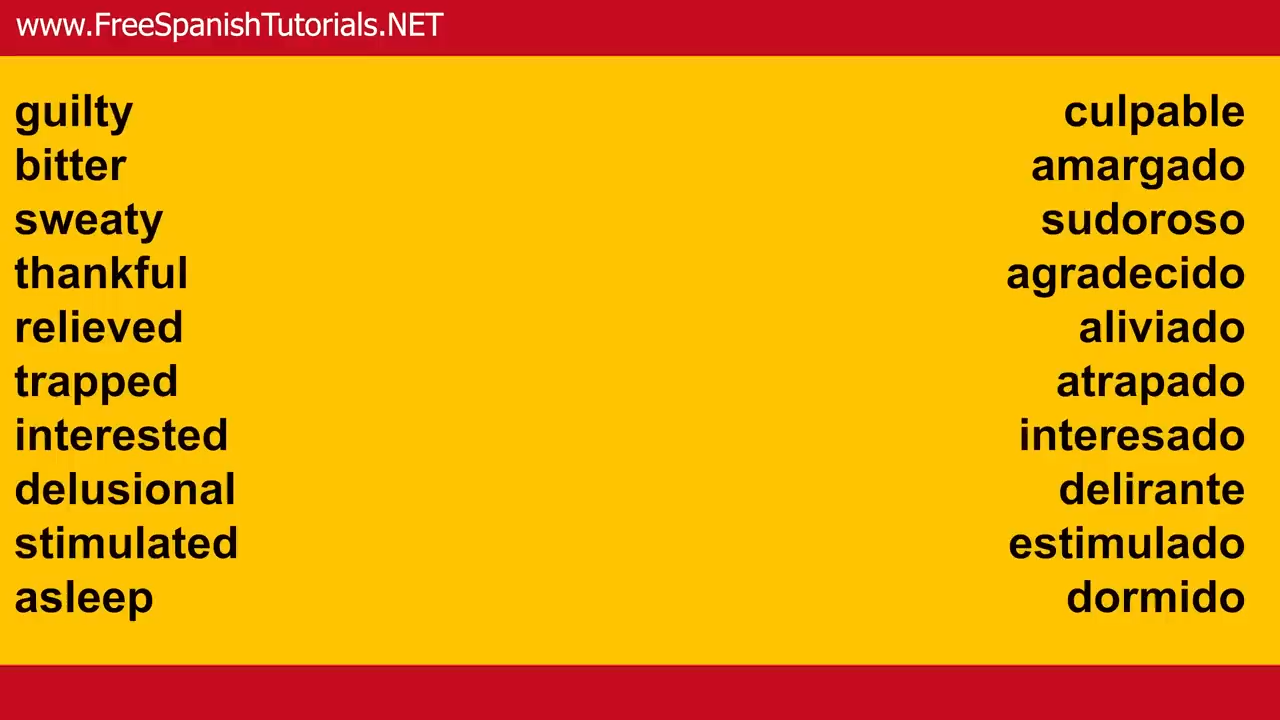 www.FreeSpanishTutorials.NET
guilty culpable
bitter amargado
sweaty sudoroso
thankful agradecido
relieved aliviado
trapped atrapado
interested interesado
delusional delirante
stimulated estimulado
asleep dormido